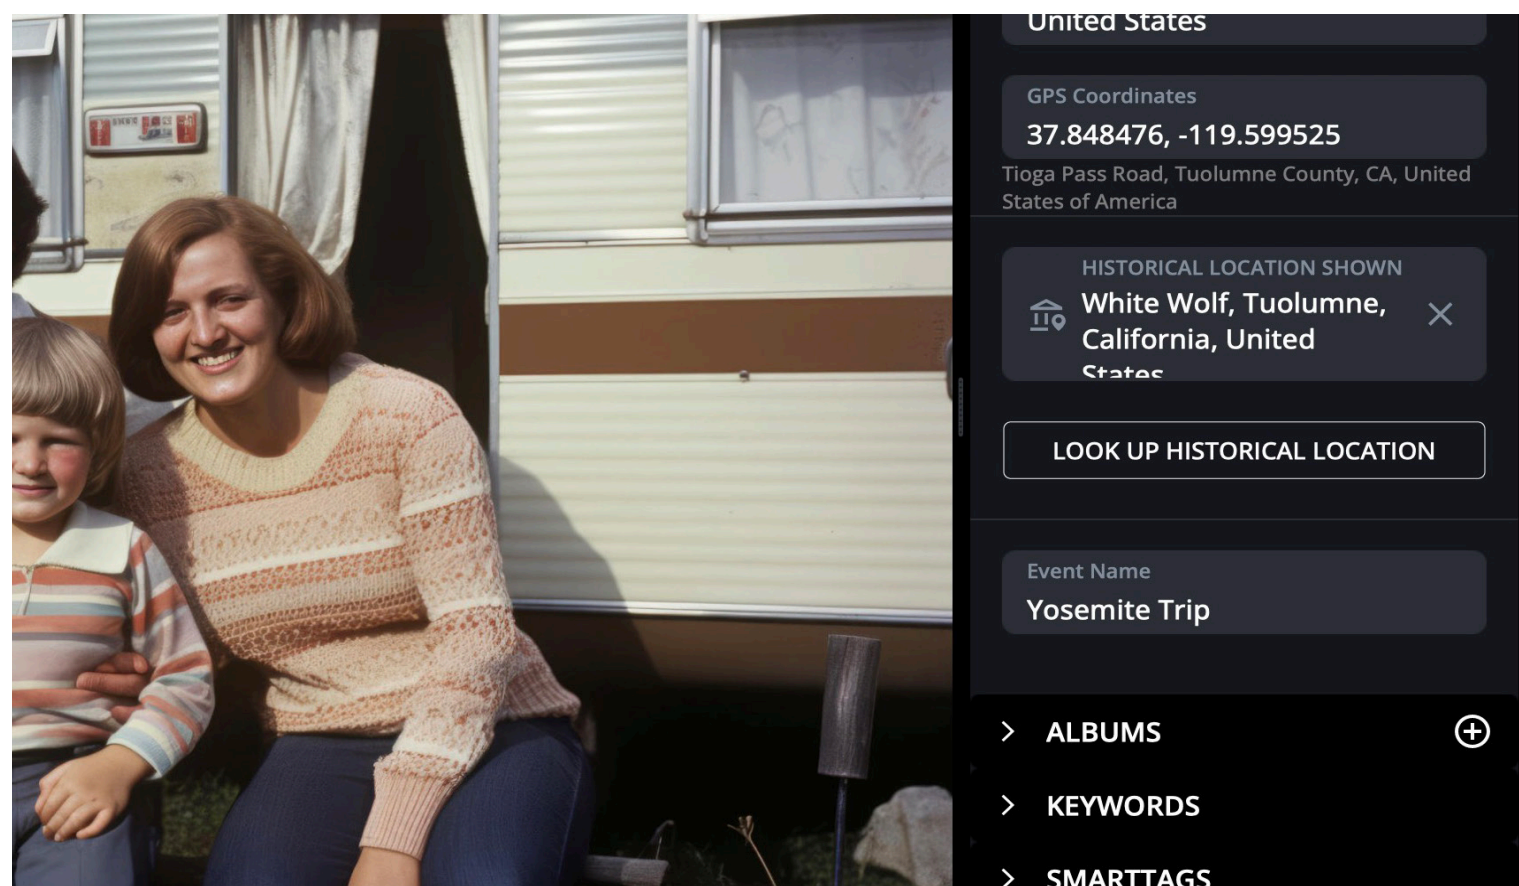 United States
GPS Coordinates
37.848476, -119.599525
Tioga Pass Road, Tuolumne County, CA, United
States of America
HISTORICAL LOCATION SHOWN
White Wolf, Tuolumne,
California, United
States
LOOK UP HISTORICAL LOCATION
Event Name
Yosemite Trip
ALBUMS
KEYWORDS
SMARTTAGS